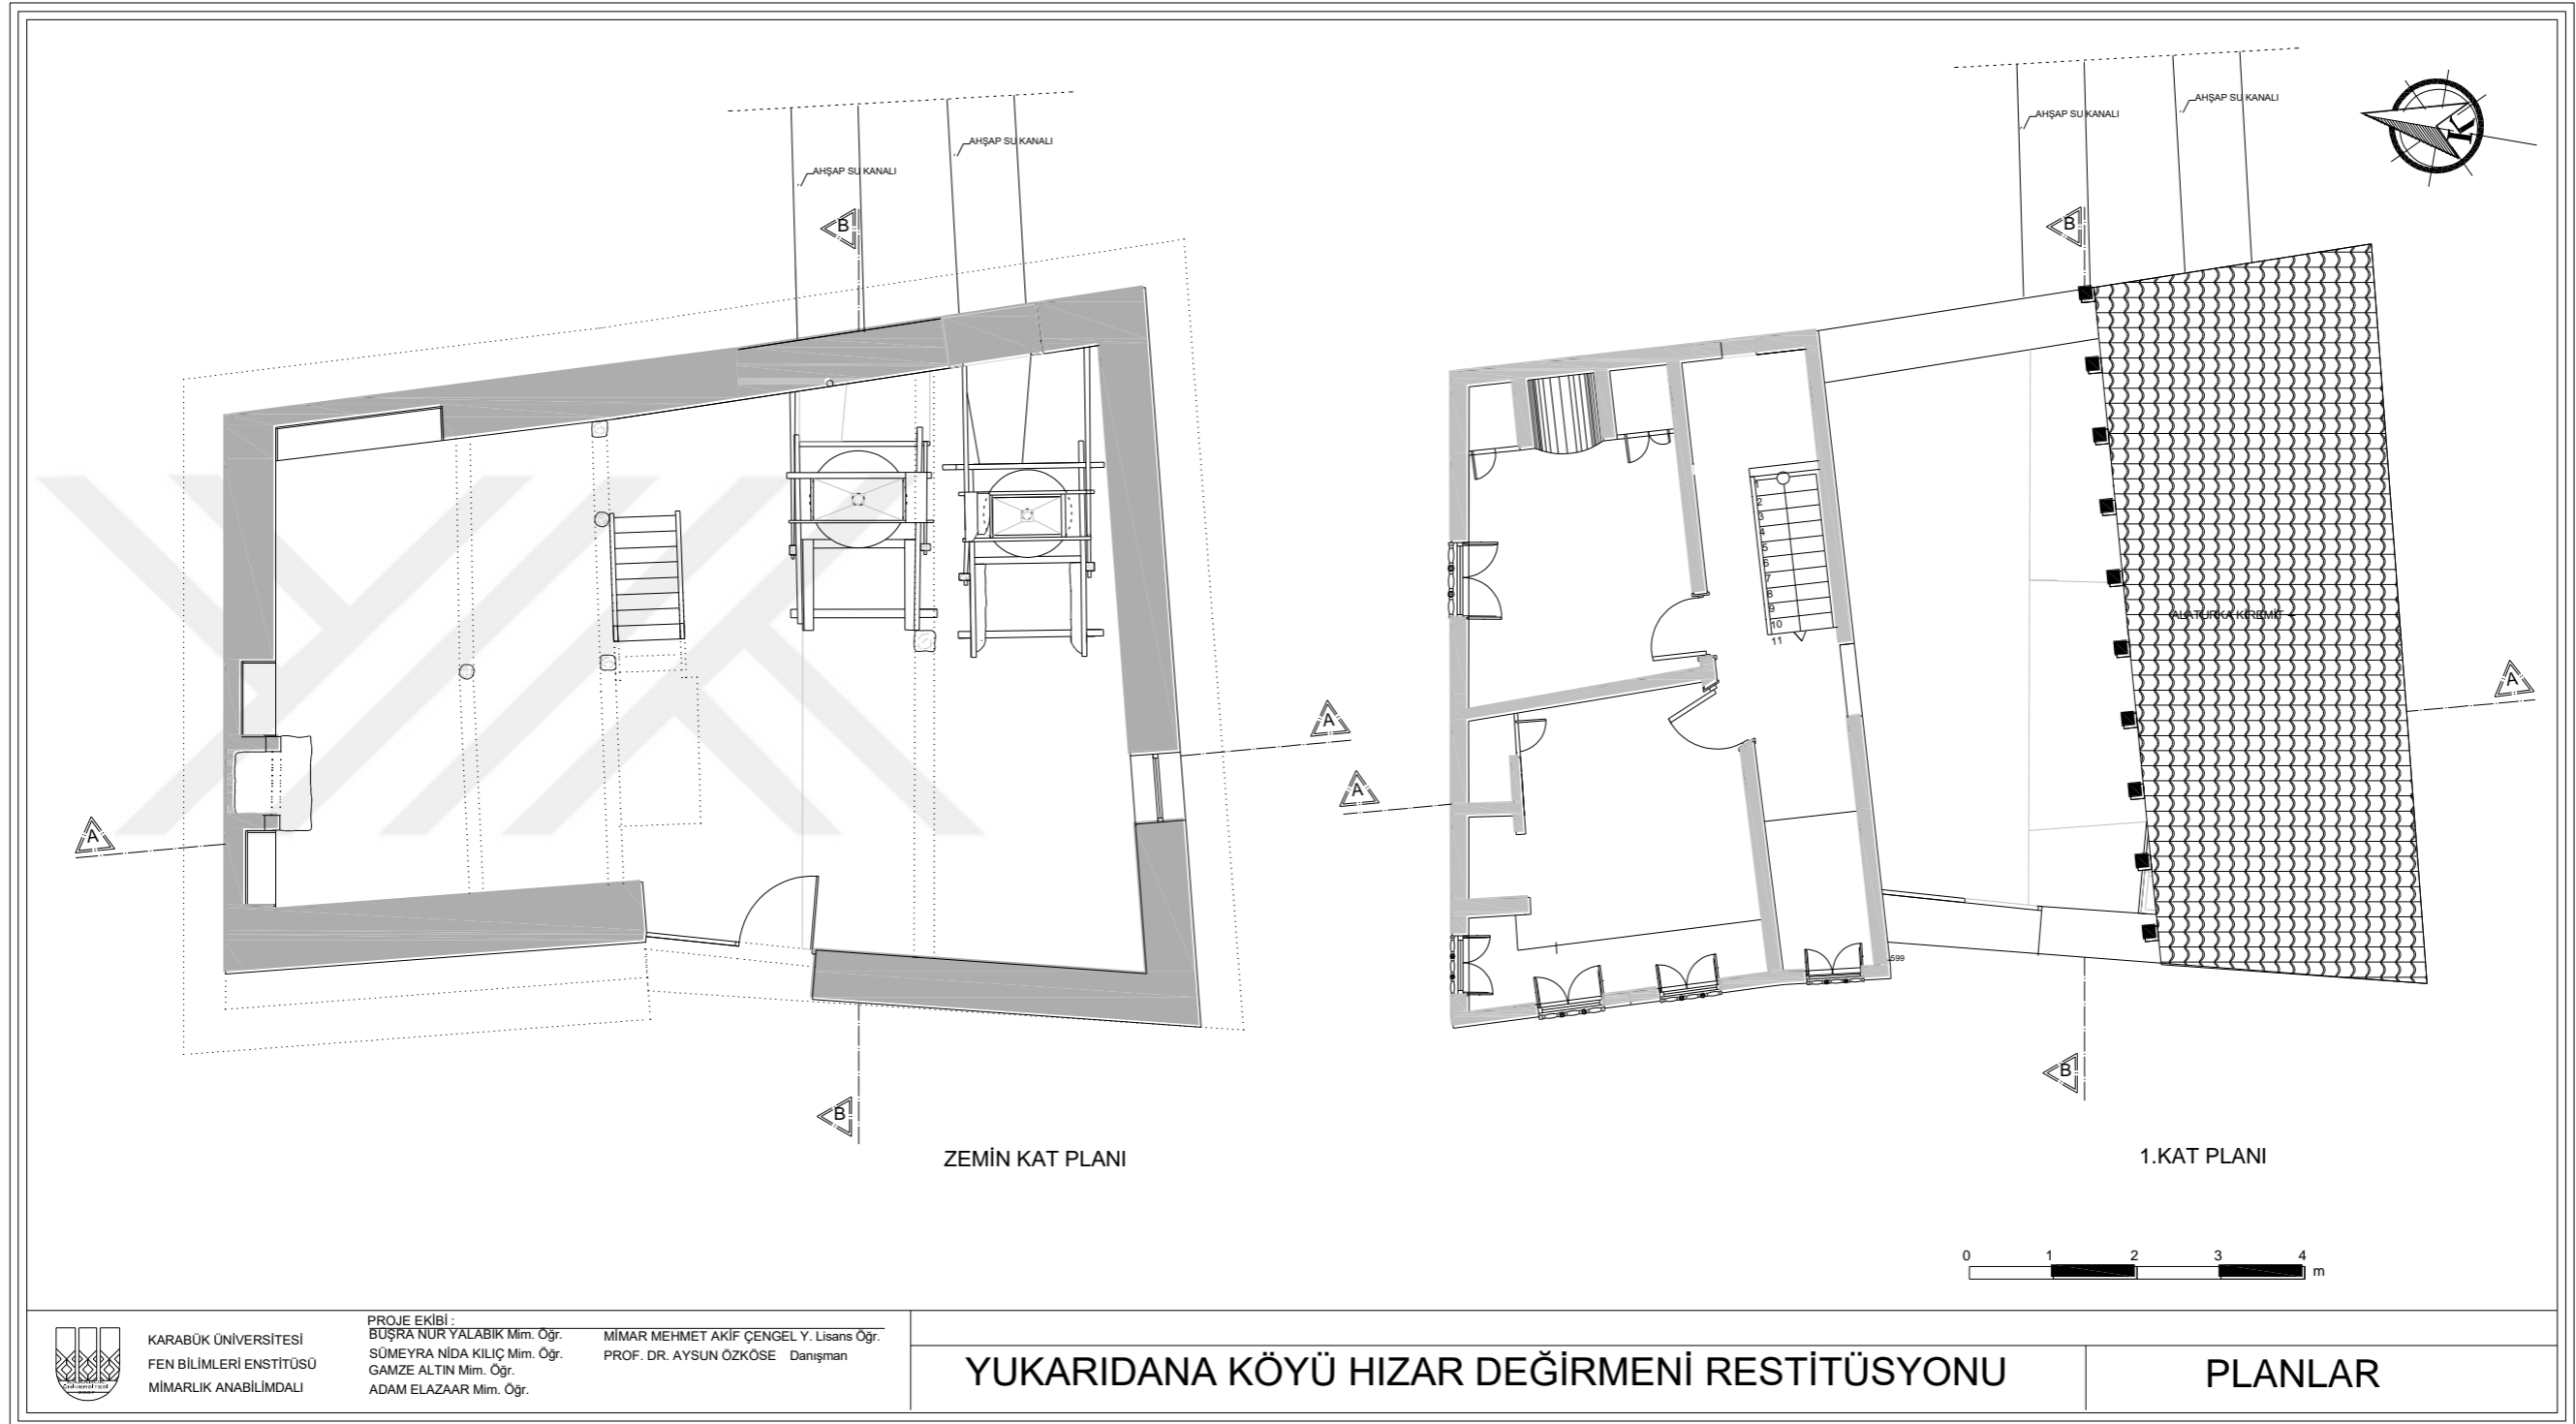 AHŞAP SU KANALI
AHŞAP SU KANALI
B
A
A
B
ZEMİN KAT PLANI
AHŞAP SU KANALI
AHŞAP SU KANALI
B
1
2
3
4
5
6
7
8
9
10
11
ALATURKA KİREMİT
A
A
599
B
1.KAT PLANI
0 1 2 3 4
m
KARABÜK ÜNİVERSİTESİ
FEN BİLİMLERİ ENSTİTÜSÜ
MİMARLIK ANABİLİMDALI
PROJE EKİBİ :
BÜŞRA NUR YALABIK Mim. Öğr.
SÜMEYRA NİDA KILIÇ Mim. Öğr.
GAMZE ALTIN Mim. Öğr.
ADAM ELAZAAR Mim. Öğr.
MİMAR MEHMET AKİF ÇENGEL Y. Lisans Öğr.
PROF. DR. AYSUN ÖZKÖSE Danışman
YUKARIDANA KÖYÜ HIZAR DEĞİRMENİ RESTİTÜSYONU
PLANLAR